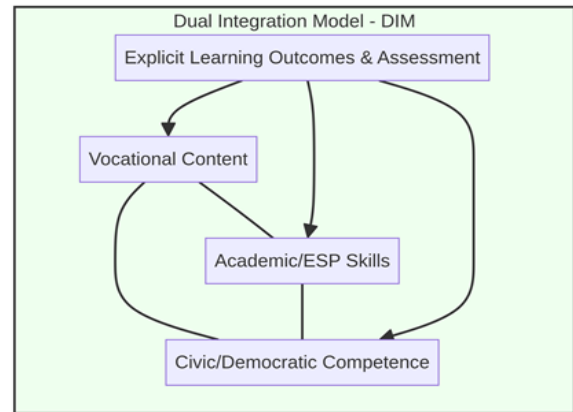 Dual Integration Model - DIM
Explicit Learning Outcomes & Assessment
Vocational Content
Academic/ESP Skills
Civic/Democratic Competence